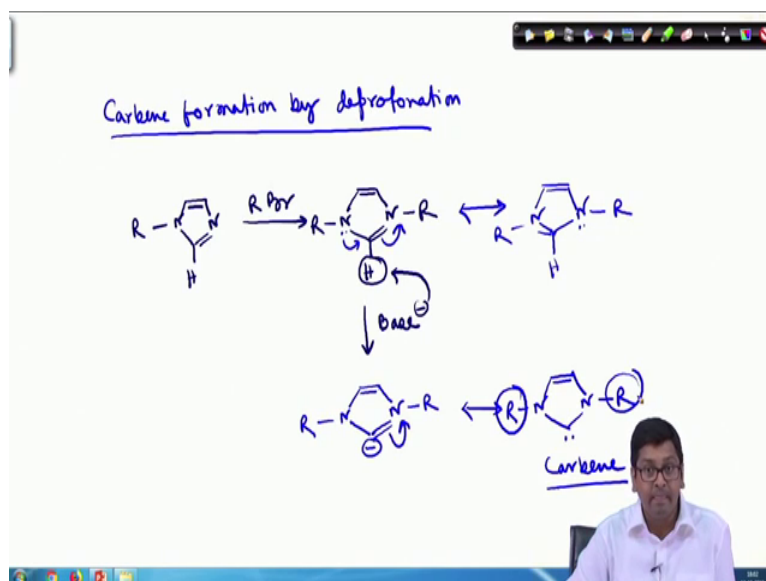 Carbene formation by deprotonation
R-N N R Br R-N N-R ↔ R N N-R
H H H
Base⊖
R-N N-R ↔ R N N-R
⊖ ··
Carbene